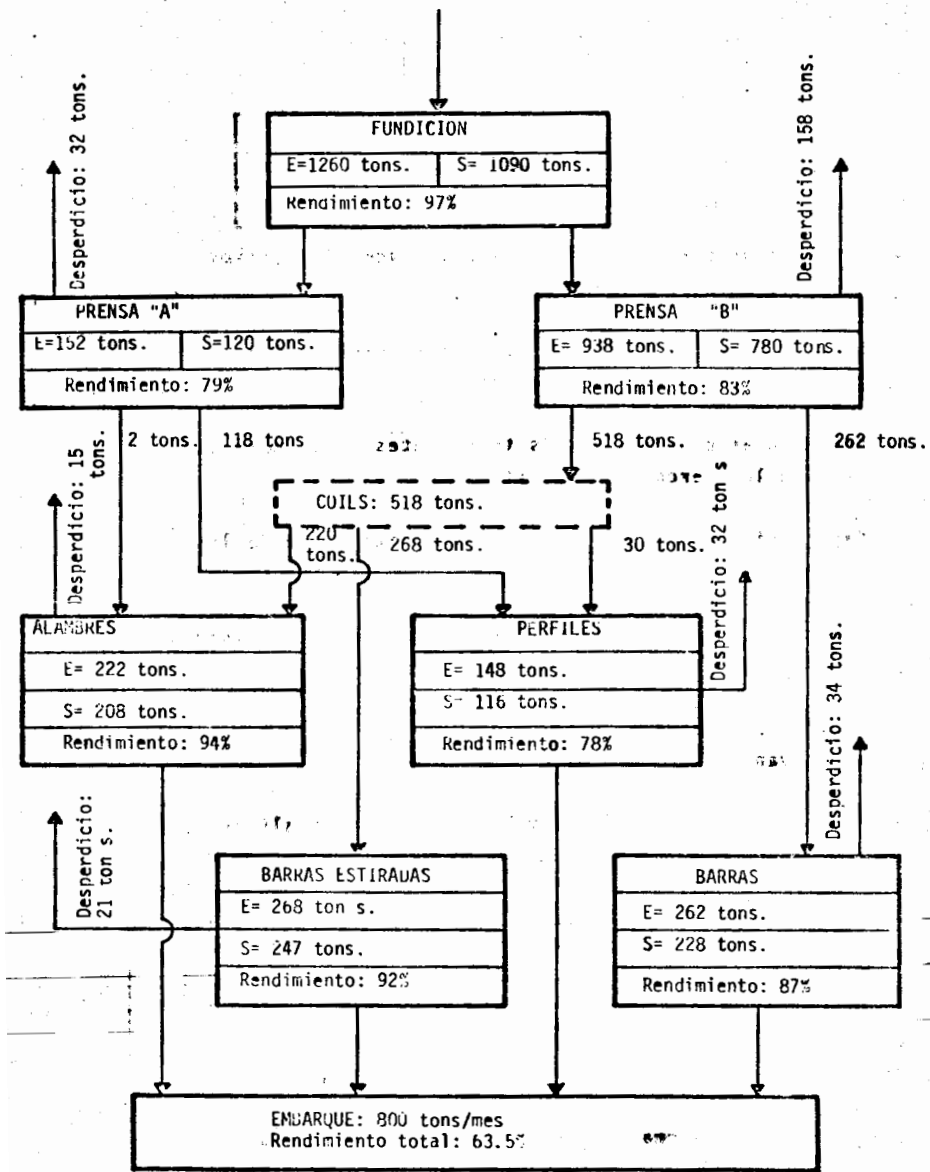 FUNDICION
E=1260 tons. S= 1090 tons.
Rendimiento: 97%
Desperdicio: 32 tons.
Desperdicio: 158 tons.
PRENSA "A"
E=152 tons. S=120 tons.
Rendimiento: 79%
PRENSA "B"
E= 938 tons. S= 780 tons.
Rendimiento: 83%
2 tons. 118 tons 518 tons. 262 tons.
Desperdicio: 15
tons.
COILS: 518 tons.
220
tons. 268 tons. 30 tons.
Desperdicio: 32 ton s
ALAMBRES
E= 222 tons.
S= 208 tons.
Rendimiento: 94%
PERFILES
E= 148 tons.
S= 116 tons.
Rendimiento: 78%
Desperdicio: 34 tons.
Desperdicio:
21 ton s.
BARRAS ESTIRADAS
E= 268 ton s.
S= 247 tons.
Rendimiento: 92%
BARRAS
E= 262 tons.
S= 228 tons.
Rendimiento: 87%
EMBARQUE: 800 tons/mes
Rendimiento total: 63.5%